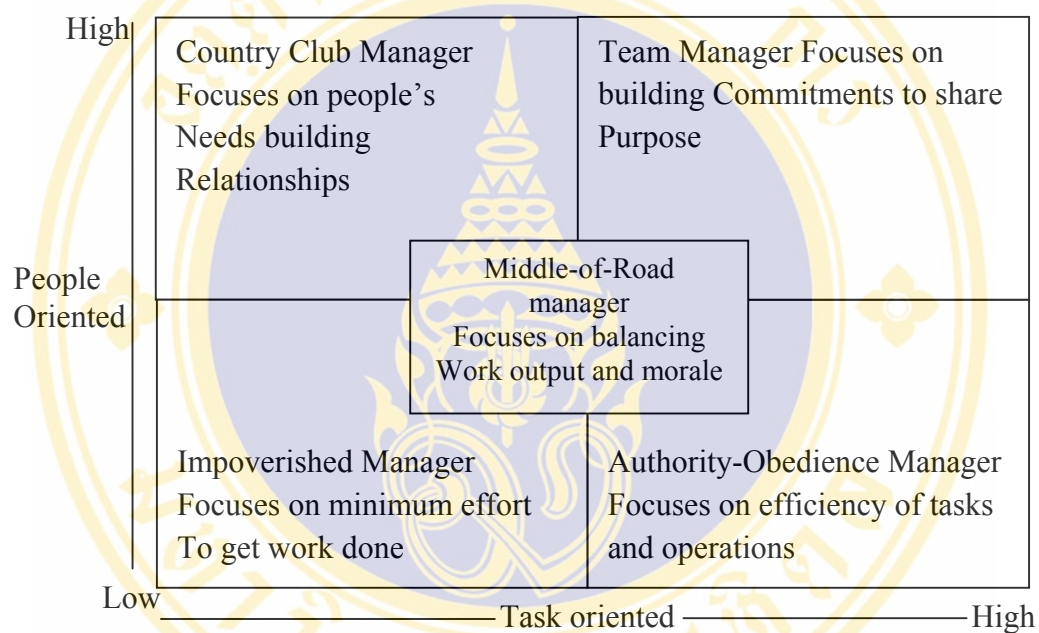 High
Country Club Manager
Focuses on people's
Needs building
Relationships
Team Manager Focuses on
building Commitments to share
Purpose
People
Oriented
Middle-of-Road
manager
Focuses on balancing
Work output and morale
Impoverished Manager
Focuses on minimum effort
To get work done
Authority-Obedience Manager
Focuses on efficiency of tasks
and operations
Low
Task oriented
High